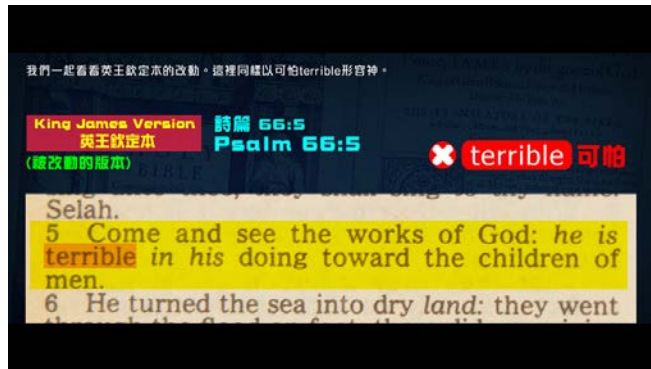 我們一起看看英王欽定本的改動。這裡同樣以可怕terrible形容神。
King James Version
英王欽定本
(被改動的版本)
詩篇 66:5
Psalm 66:5
terrible 可怕
Selah.
5 Come and see the works of God: he is
terrible in his doing toward the children of
men.
6 He turned the sea into dry land: they went